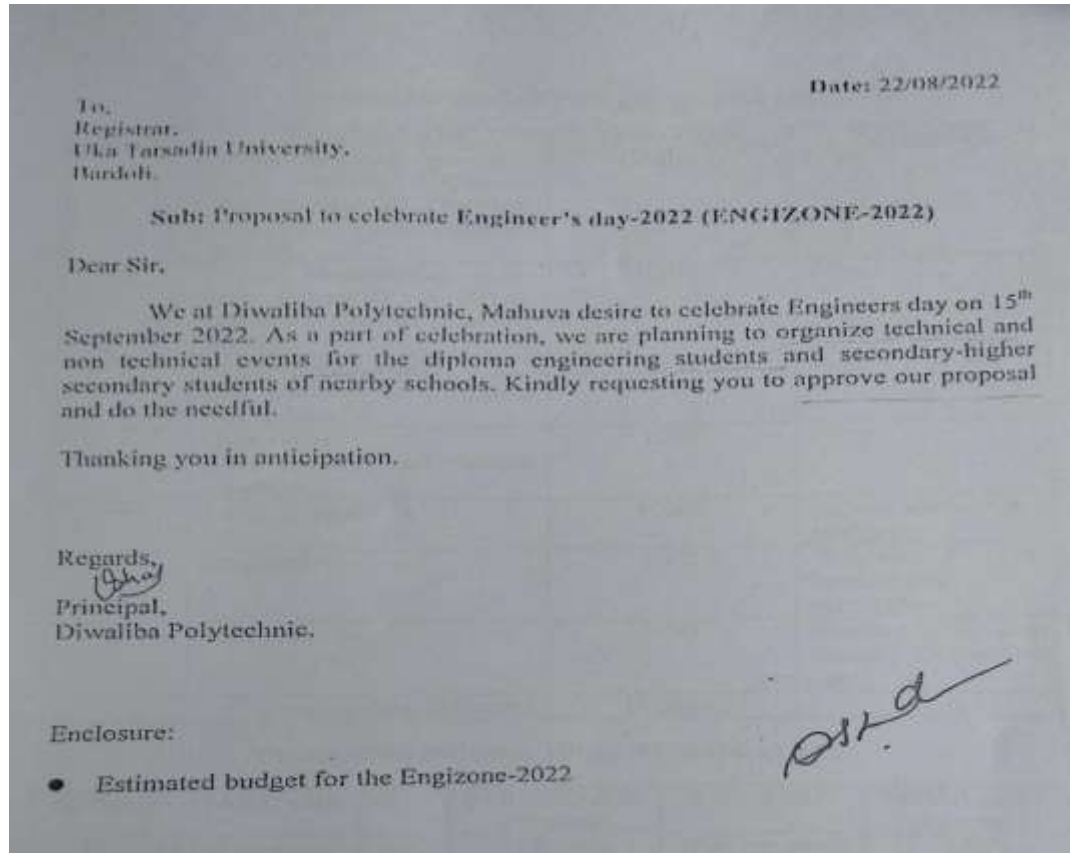 Date: 22/08/2022
To,
Registrar,
Uka Tarsadia University,
Bardoli.
Sub: Proposal to celebrate Engineer's day-2022 (ENGIZONE-2022)
Dear Sir,
We at Diwaliba Polytechnic, Mahuva desire to celebrate Engineers day on 15th
September 2022. As a part of celebration, we are planning to organize technical and
non technical events for the diploma engineering students and secondary-higher
secondary students of nearby schools. Kindly requesting you to approve our proposal
and do the needful.
Thanking you in anticipation.
Regards,
Principal,
Diwaliba Polytechnic.
Enclosure:
● Estimated budget for the Engizone-2022